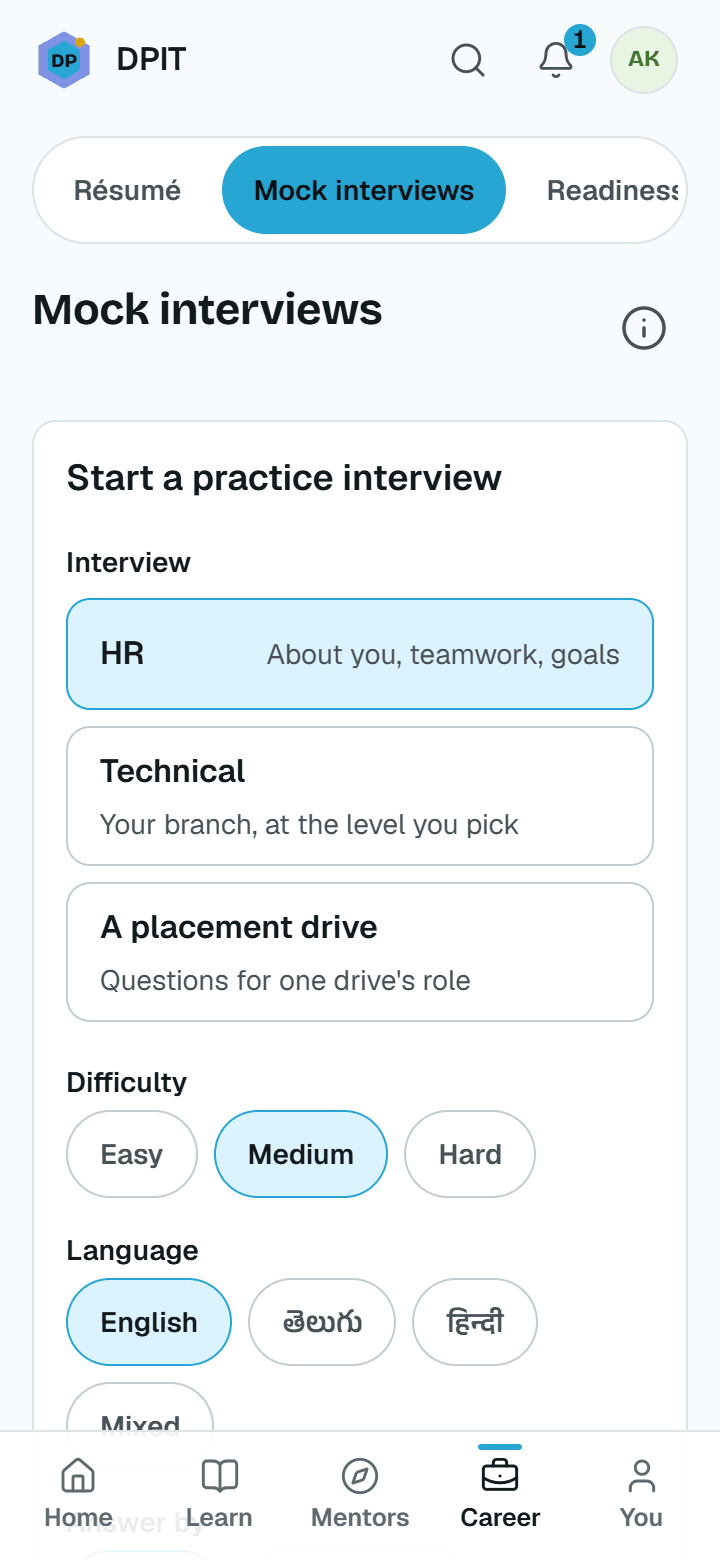 DP
DPIT
1
AK
Résumé
Mock interviews
Readiness
Mock interviews
Start a practice interview
Interview
HR
About you, teamwork, goals
Technical
Your branch, at the level you pick
A placement drive
Questions for one drive's role
Difficulty
Easy
Medium
Hard
Language
English
తెలుగు
हिन्दी
Mixed
Answer by
Home
Learn
Mentors
Career
You